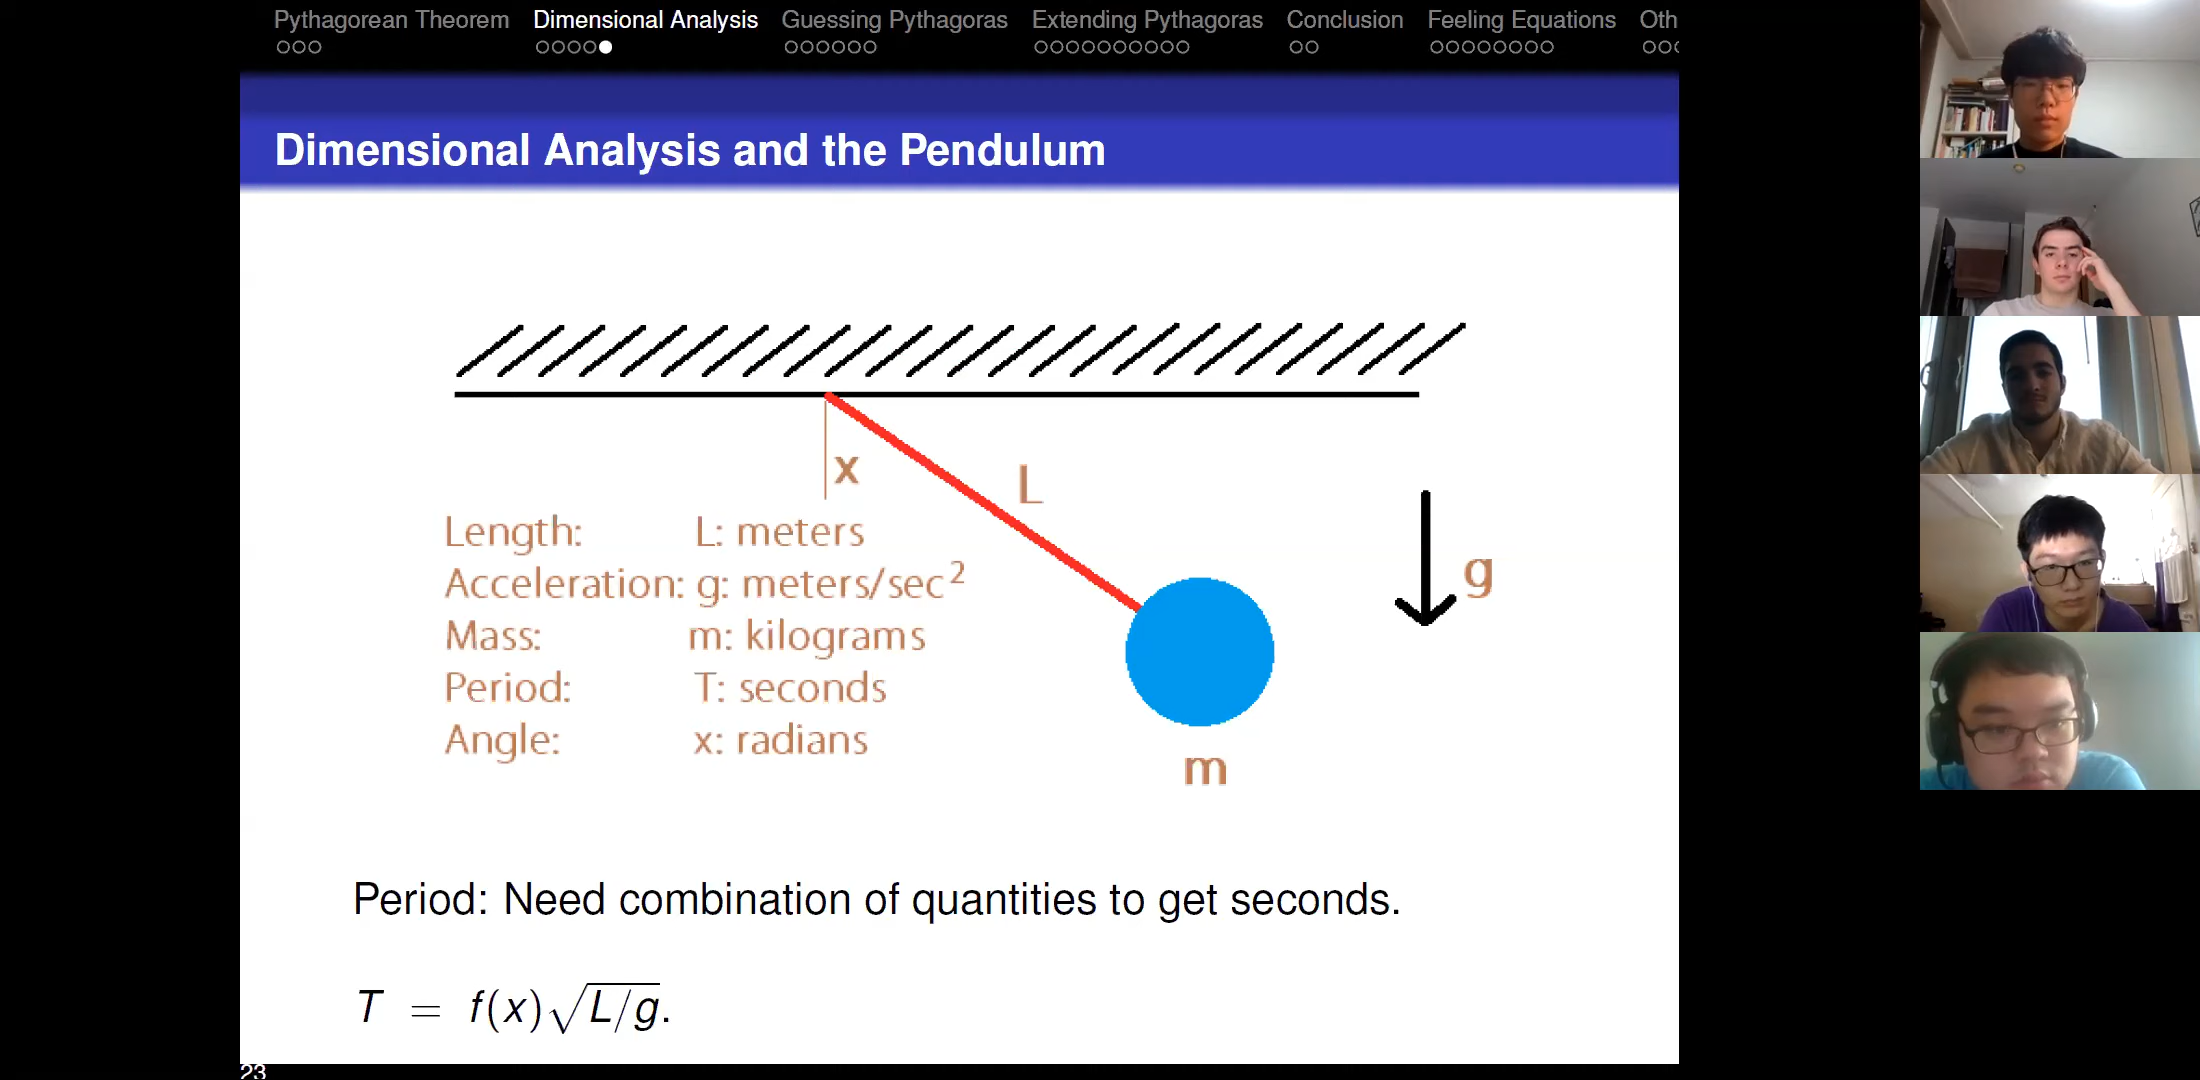 Pythagorean Theorem Dimensional Analysis Guessing Pythagoras Extending Pythagoras Conclusion Feeling Equations Oth
Dimensional Analysis and the Pendulum
x
L
Length: L: meters
Acceleration: g: meters/sec²
g
Mass: m: kilograms
Period: T: seconds
Angle: x: radians
m
Period: Need combination of quantities to get seconds.
T = f(x)√L/g.
23